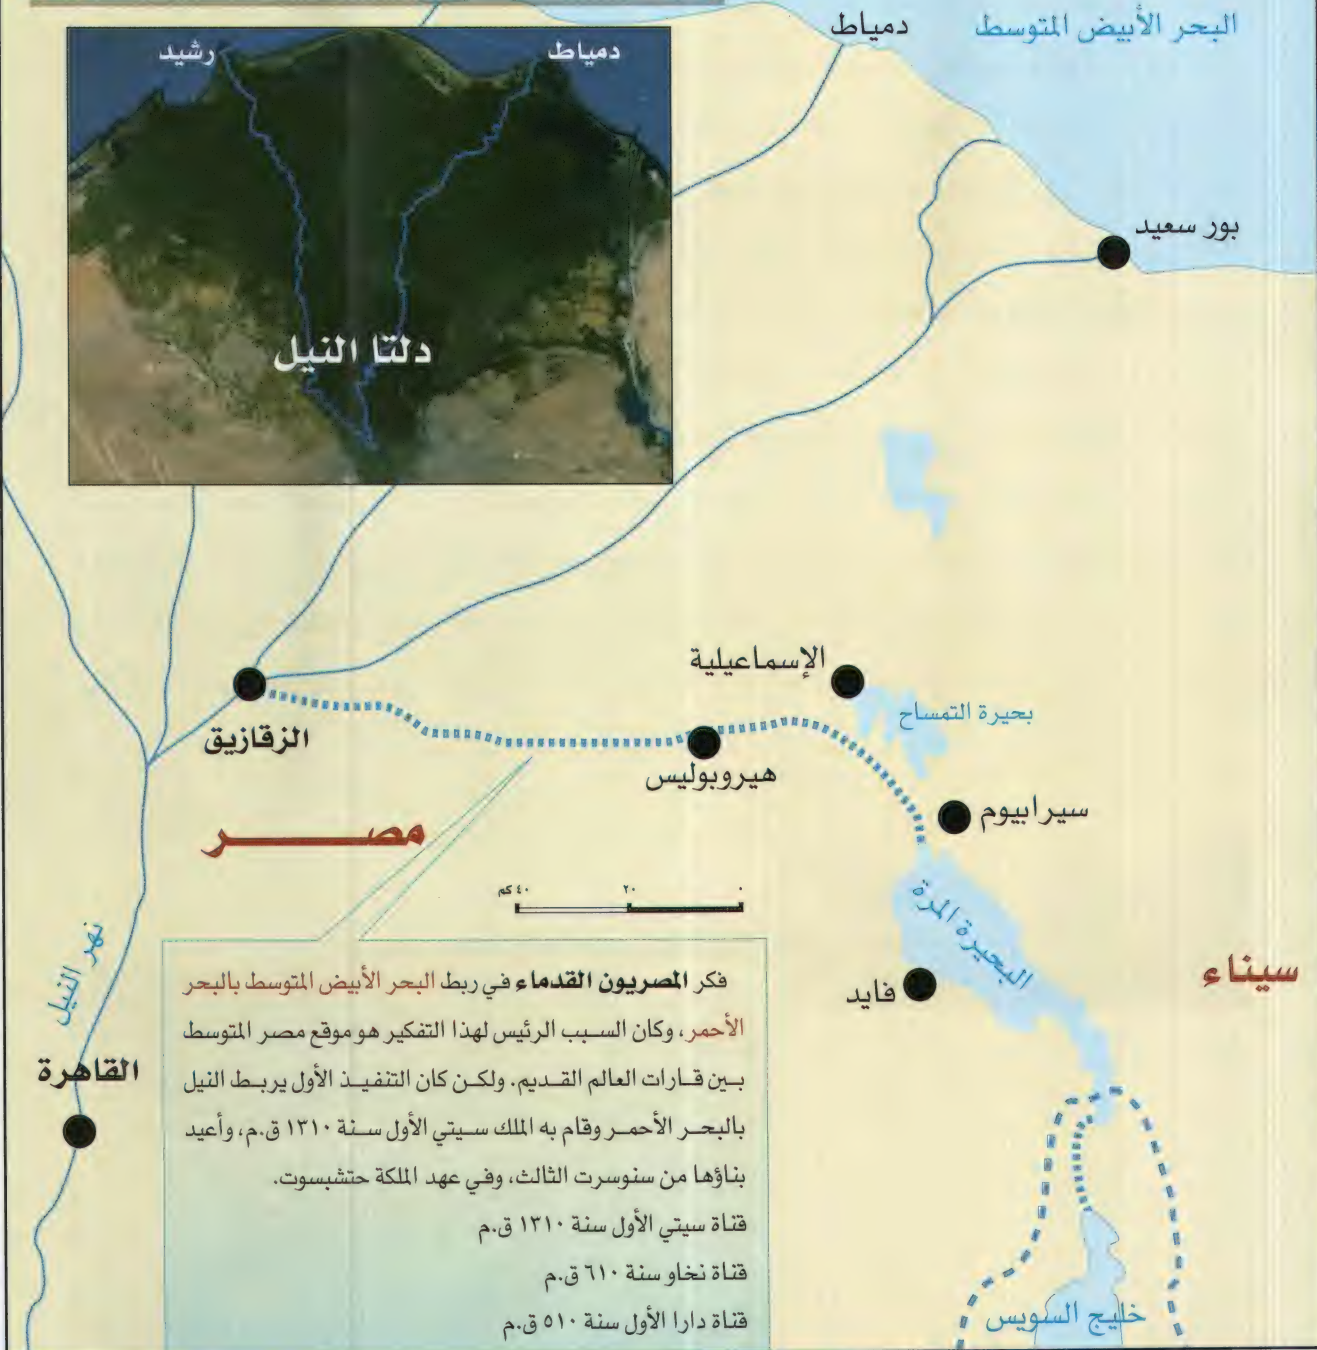 البحر الأبيض المتوسط
دمياط
دمياط
رشيد
دلتا النيل
بور سعيد
الإسماعيلية
بحيرة التمساح
الزقازيق
هيروبوليس
سيرابيوم
مصر
٠ ٢٠ ٤٠ كم
البحيرة المرة
سيناء
فايد
نهر النيل
القاهرة
فكر المصريون القدماء في ربط البحر الأبيض المتوسط بالبحر
الأحمر، وكان السبب الرئيس لهذا التفكير هو موقع مصر المتوسط
بين قارات العالم القديم. ولكن كان التنفيذ الأول يربط النيل
بالبحر الأحمر وقام به الملك سيتي الأول سنة ١٣١٠ ق.م، وأعيد
بناؤها من سنوسرت الثالث، وفي عهد الملكة حتشبسوت.
قناة سيتي الأول سنة ١٣١٠ ق.م
قناة نخاو سنة ٦١٠ ق.م
قناة دارا الأول سنة ٥١٠ ق.م
خليج السويس